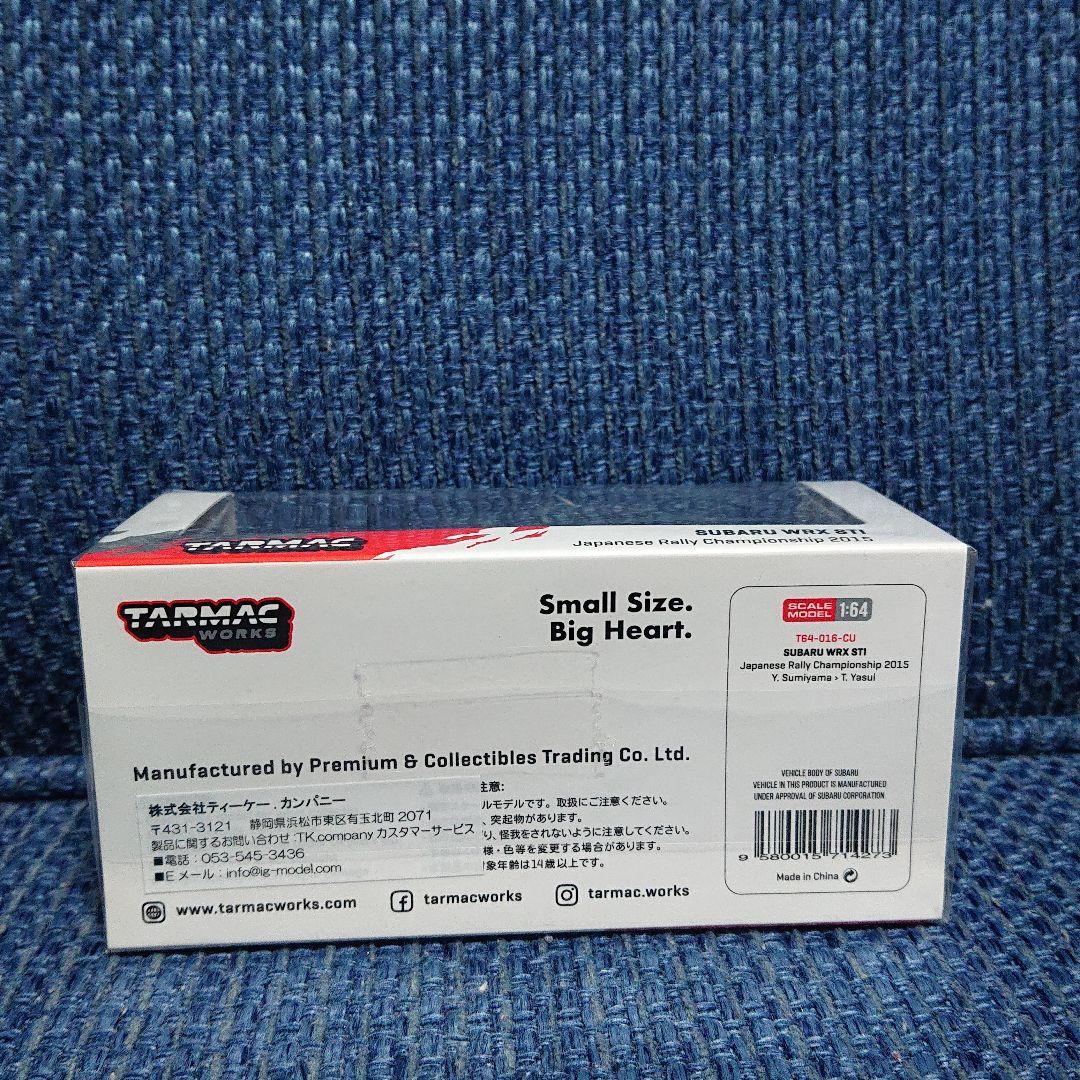 TARMAC
SUBARU WRX STI
Japanese Rally Championship 2015
TARMAC
WORKS
Small Size.
Big Heart.
SCALE
MODEL 1:64
T64-016-CU
SUBARU WRX STI
Japanese Rally Championship 2015
Y. Sumiyama › T. Yasui
Manufactured by Premium & Collectibles Trading Co. Ltd.
株式会社ティーケー．カンパニー
〒431-3121 静岡県浜松市東区有玉北町 2071
製品に関するお問い合わせ：TK.company カスタマーサービス
■電話：053-545-3436
■Eメール：info@ig-model.com
注意:
ルモデルです。取扱にご注意ください。
、突起物があります。
り、怪我をされないように注意してください。
様・色等を変更する場合があります。
対象年齢は14歳以上です。
VEHICLE BODY OF SUBARU
VEHICLE IN THIS PRODUCT IS MANUFACTURED
UNDER APPROVAL OF SUBARU CORPORATION
9 580015 714273
Made in China
www.tarmacworks.com
tarmacworks
tarmac.works